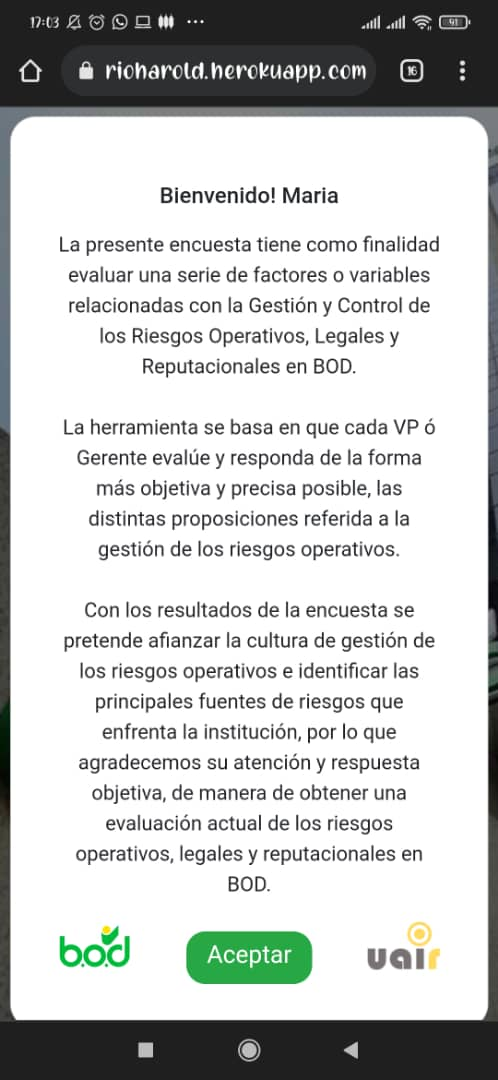 17:03
91
rioharold.herokuapp.com
16
Bienvenido! Maria
La presente encuesta tiene como finalidad
evaluar una serie de factores o variables
relacionadas con la Gestión y Control de
los Riesgos Operativos, Legales y
Reputacionales en BOD.
La herramienta se basa en que cada VP ó
Gerente evalúe y responda de la forma
más objetiva y precisa posible, las
distintas proposiciones referida a la
gestión de los riesgos operativos.
Con los resultados de la encuesta se
pretende afianzar la cultura de gestión de
los riesgos operativos e identificar las
principales fuentes de riesgos que
enfrenta la institución, por lo que
agradecemos su atención y respuesta
objetiva, de manera de obtener una
evaluación actual de los riesgos
operativos, legales y reputacionales en
BOD.
b.o.d
Aceptar
uair